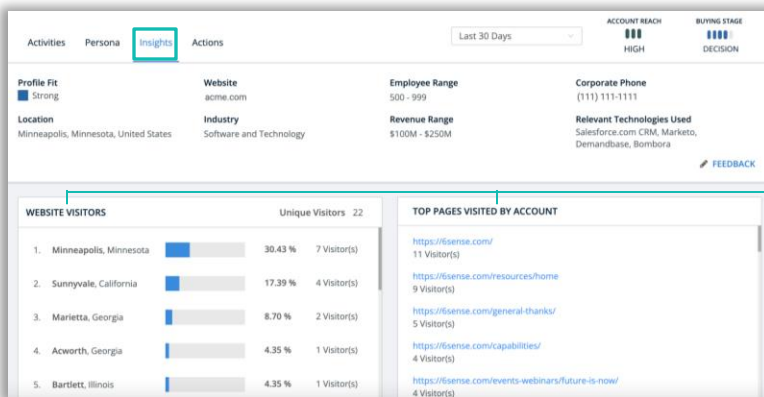 Activities Persona Insights Actions
Last 30 Days
ACCOUNT REACH
HIGH
BUYING STAGE
DECISION
Profile Fit
Strong
Website
acme.com
Employee Range
500 - 999
Corporate Phone
(111) 111-1111
Location
Minneapolis, Minnesota, United States
Industry
Software and Technology
Revenue Range
$100M - $250M
Relevant Technologies Used
Salesforce.com CRM, Marketo,
Demandbase, Bombora
FEEDBACK
WEBSITE VISITORS Unique Visitors 22
1. Minneapolis, Minnesota 30.43 % 7 Visitor(s)
2. Sunnyvale, California 17.39 % 4 Visitor(s)
3. Marietta, Georgia 8.70 % 2 Visitor(s)
4. Acworth, Georgia 4.35 % 1 Visitor(s)
5. Bartlett, Illinois 4.35 % 1 Visitor(s)
TOP PAGES VISITED BY ACCOUNT
https://6sense.com/
11 Visitor(s)
https://6sense.com/resources/home
9 Visitor(s)
https://6sense.com/general-thanks/
5 Visitor(s)
https://6sense.com/capabilities/
4 Visitor(s)
https://6sense.com/events-webinars/future-is-now/
4 Visitor(s)